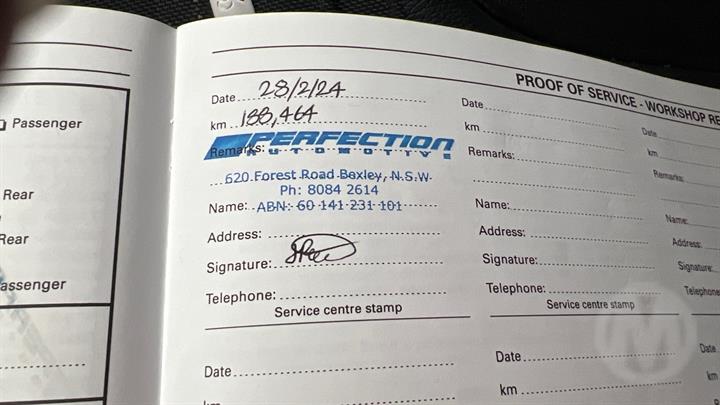 Passenger
Rear
Rear
assenger
PROOF OF SERVICE - WORKSHOP RE
Date 28/2/24
km 188,464
Remarks:
PERFECTION
AUTOMOTIVE
620 Forest Road Bexley, N.S.W.
Ph: 8084 2614
Name: ABN: 60 141 231 101
Address:
Signature:
Telephone:
Service centre stamp
Date
km
Date
km
Remarks:
Name:
Address:
Signature:
Telephone:
Service centre stamp
Date
km
Date
km
Remarks:
Name:
Address:
Signature:
Telephone
Date
km